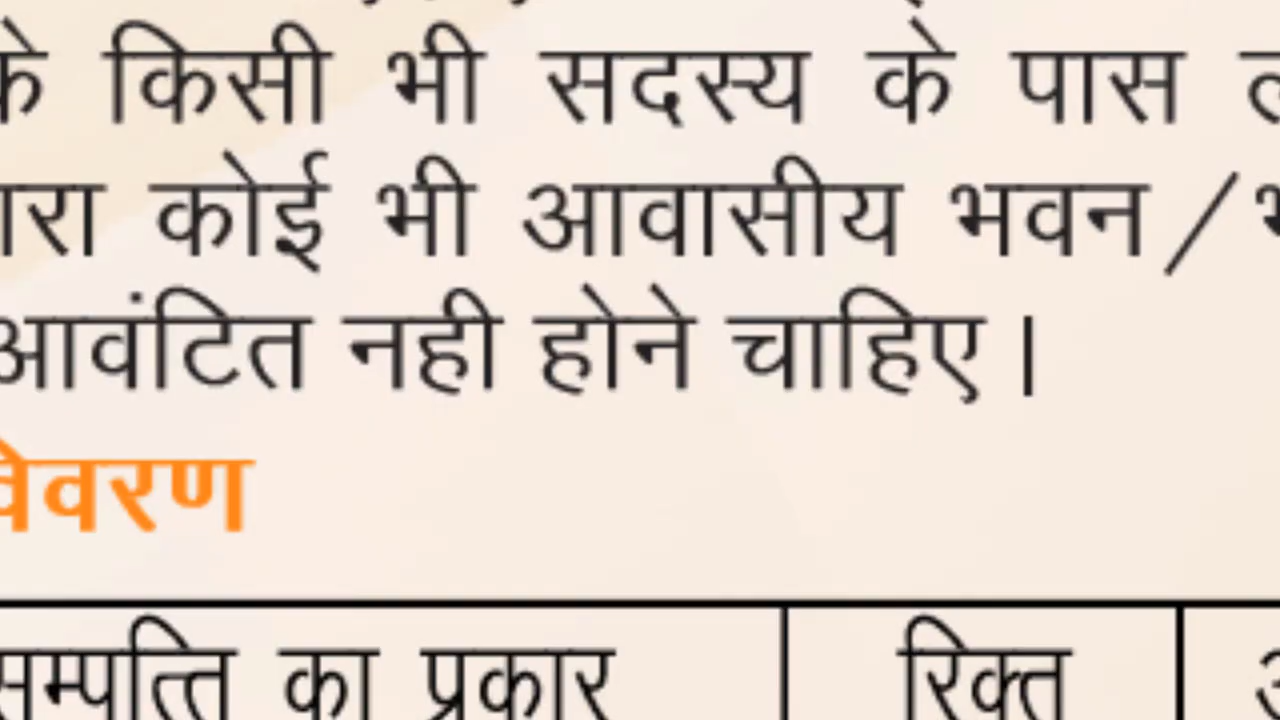 के किसी भी सदस्य के पास
कोई भी आवासीय भवन/
आवंटित नही होने चाहिए।
विवरण
सम्पत्ति का प्रकार रिक्त